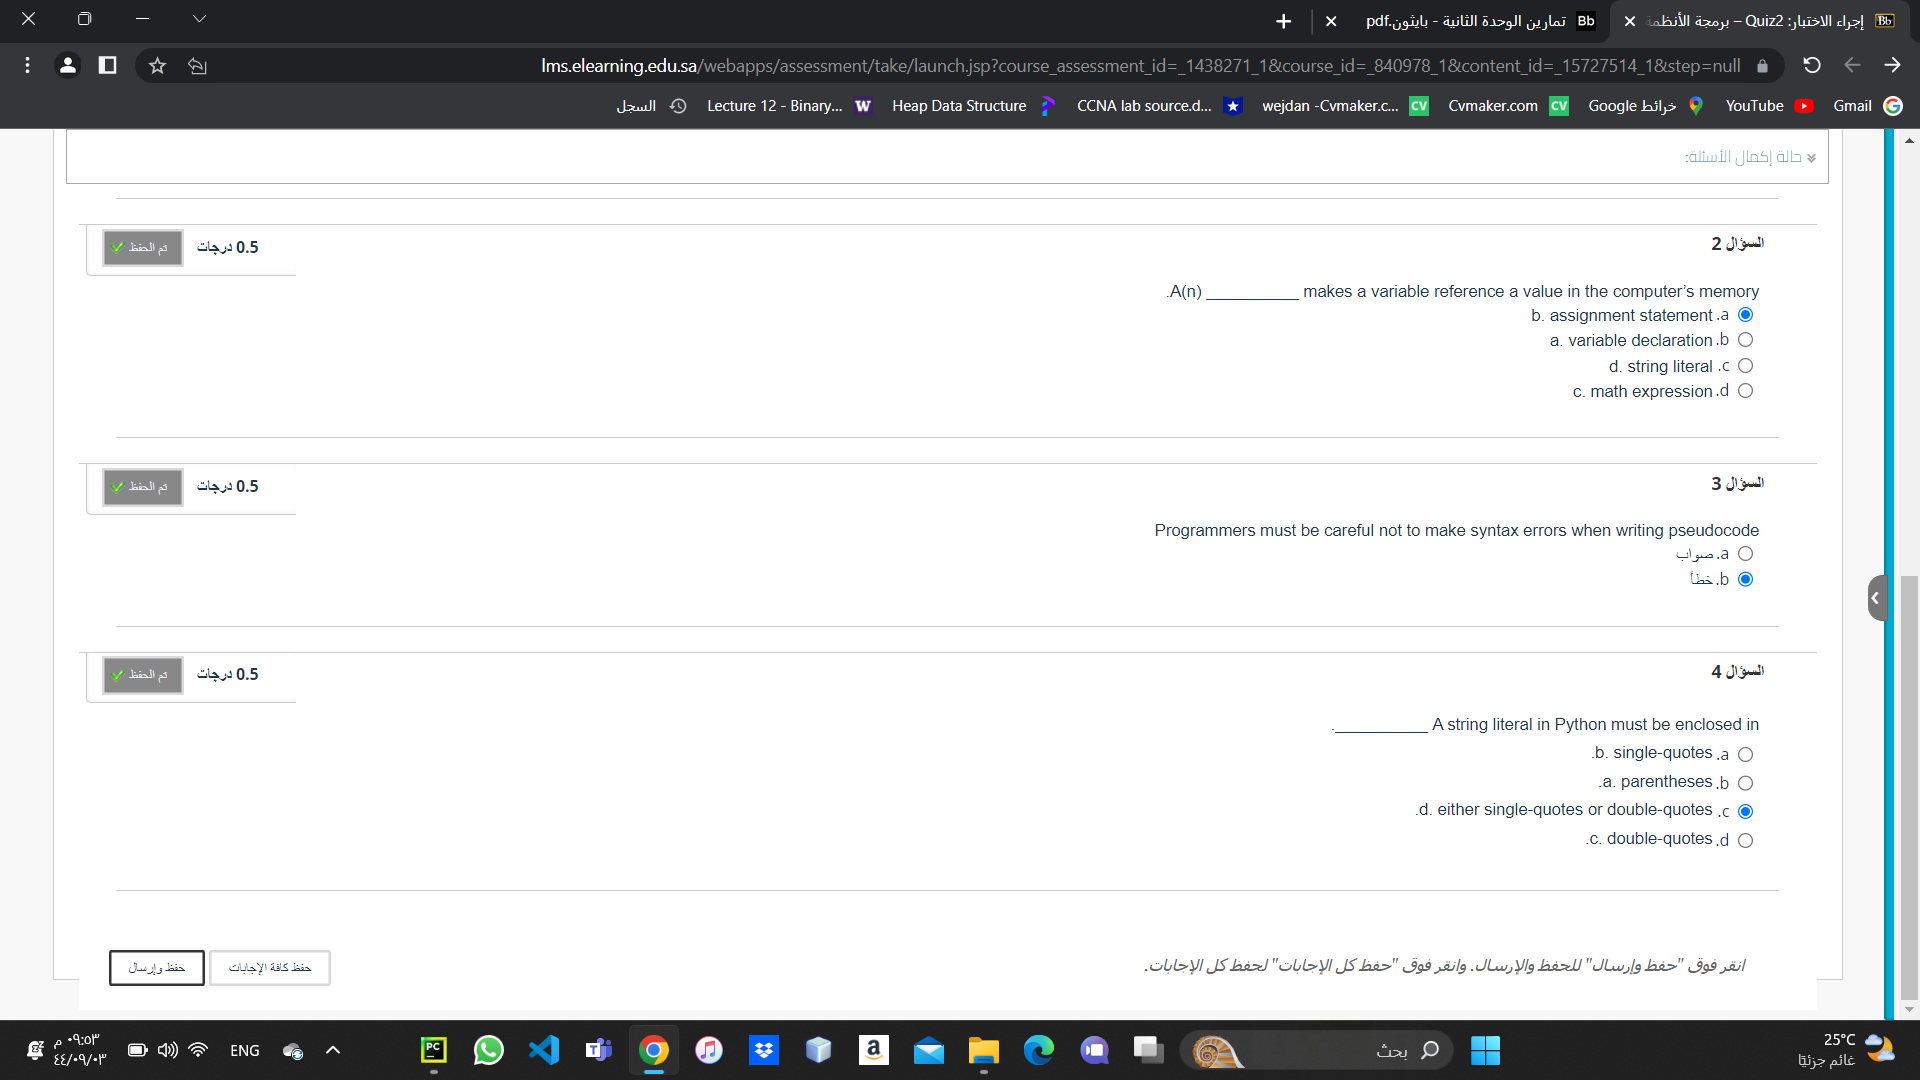 إجراء الاختبار: Quiz2 – برمجة الأنظمة
تمارين الوحدة الثانية - بايثون.pdf
lms.elearning.edu.sa/webapps/assessment/take/launch.jsp?course_assessment_id=_1438271_1&course_id=_840978_1&content_id=_15727514_1&step=null
Gmail YouTube خرائط Google Cvmaker.com wejdan -Cvmaker.c... CCNA lab source.d... Heap Data Structure Lecture 12 - Binary... السجل
حالة إكمال الأسئلة:
السؤال 2
0.5 درجات تم الحفظ
.A(n) __________ makes a variable reference a value in the computer’s memory
b. assignment statement .a
a. variable declaration .b
d. string literal .c
c. math expression .d
السؤال 3
0.5 درجات تم الحفظ
Programmers must be careful not to make syntax errors when writing pseudocode
a. صواب
b. خطأ
السؤال 4
0.5 درجات تم الحفظ
.__________ A string literal in Python must be enclosed in
.b. single-quotes .a
.a. parentheses .b
.d. either single-quotes or double-quotes .c
.c. double-quotes .d
انقر فوق "حفظ وإرسال" للحفظ والإرسال. وانقر فوق "حفظ كل الإجابات" لحفظ كل الإجابات.
حفظ كافة الإجابات
حفظ وإرسال
25°C
غائم جزئيًا
بحث
ENG
٠٩:٥٣ م
٤٤/٠٩/٠٣